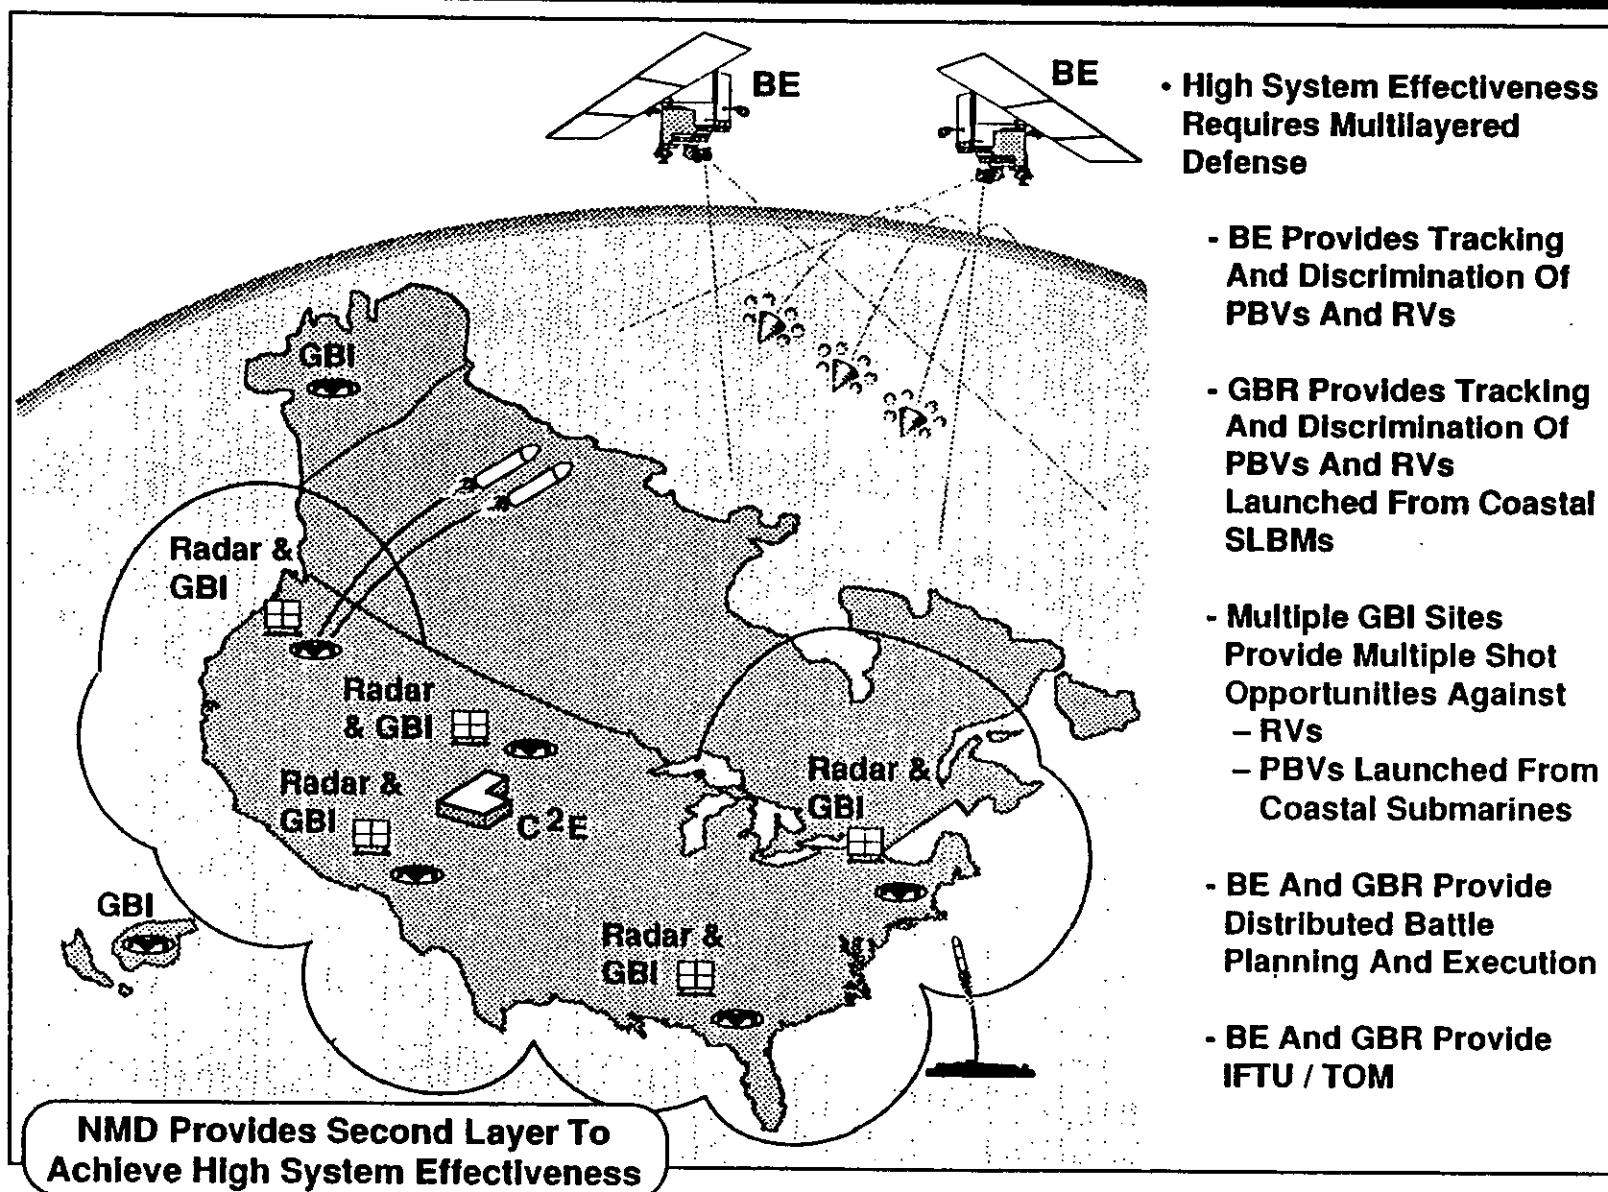 BE
BE
GBI
Radar &
GBI
Radar
& GBI
Radar &
GBI
C²E
Radar &
GBI
GBI
Radar &
GBI
NMD Provides Second Layer To
Achieve High System Effectiveness
• High System Effectiveness
Requires Multilayered
Defense
- BE Provides Tracking
And Discrimination Of
PBVs And RVs
- GBR Provides Tracking
And Discrimination Of
PBVs And RVs
Launched From Coastal
SLBMs
- Multiple GBI Sites
Provide Multiple Shot
Opportunities Against
– RVs
– PBVs Launched From
Coastal Submarines
- BE And GBR Provide
Distributed Battle
Planning And Execution
- BE And GBR Provide
IFTU / TOM